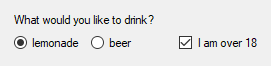 What would you like to drink?
lemonade beer I am over 18